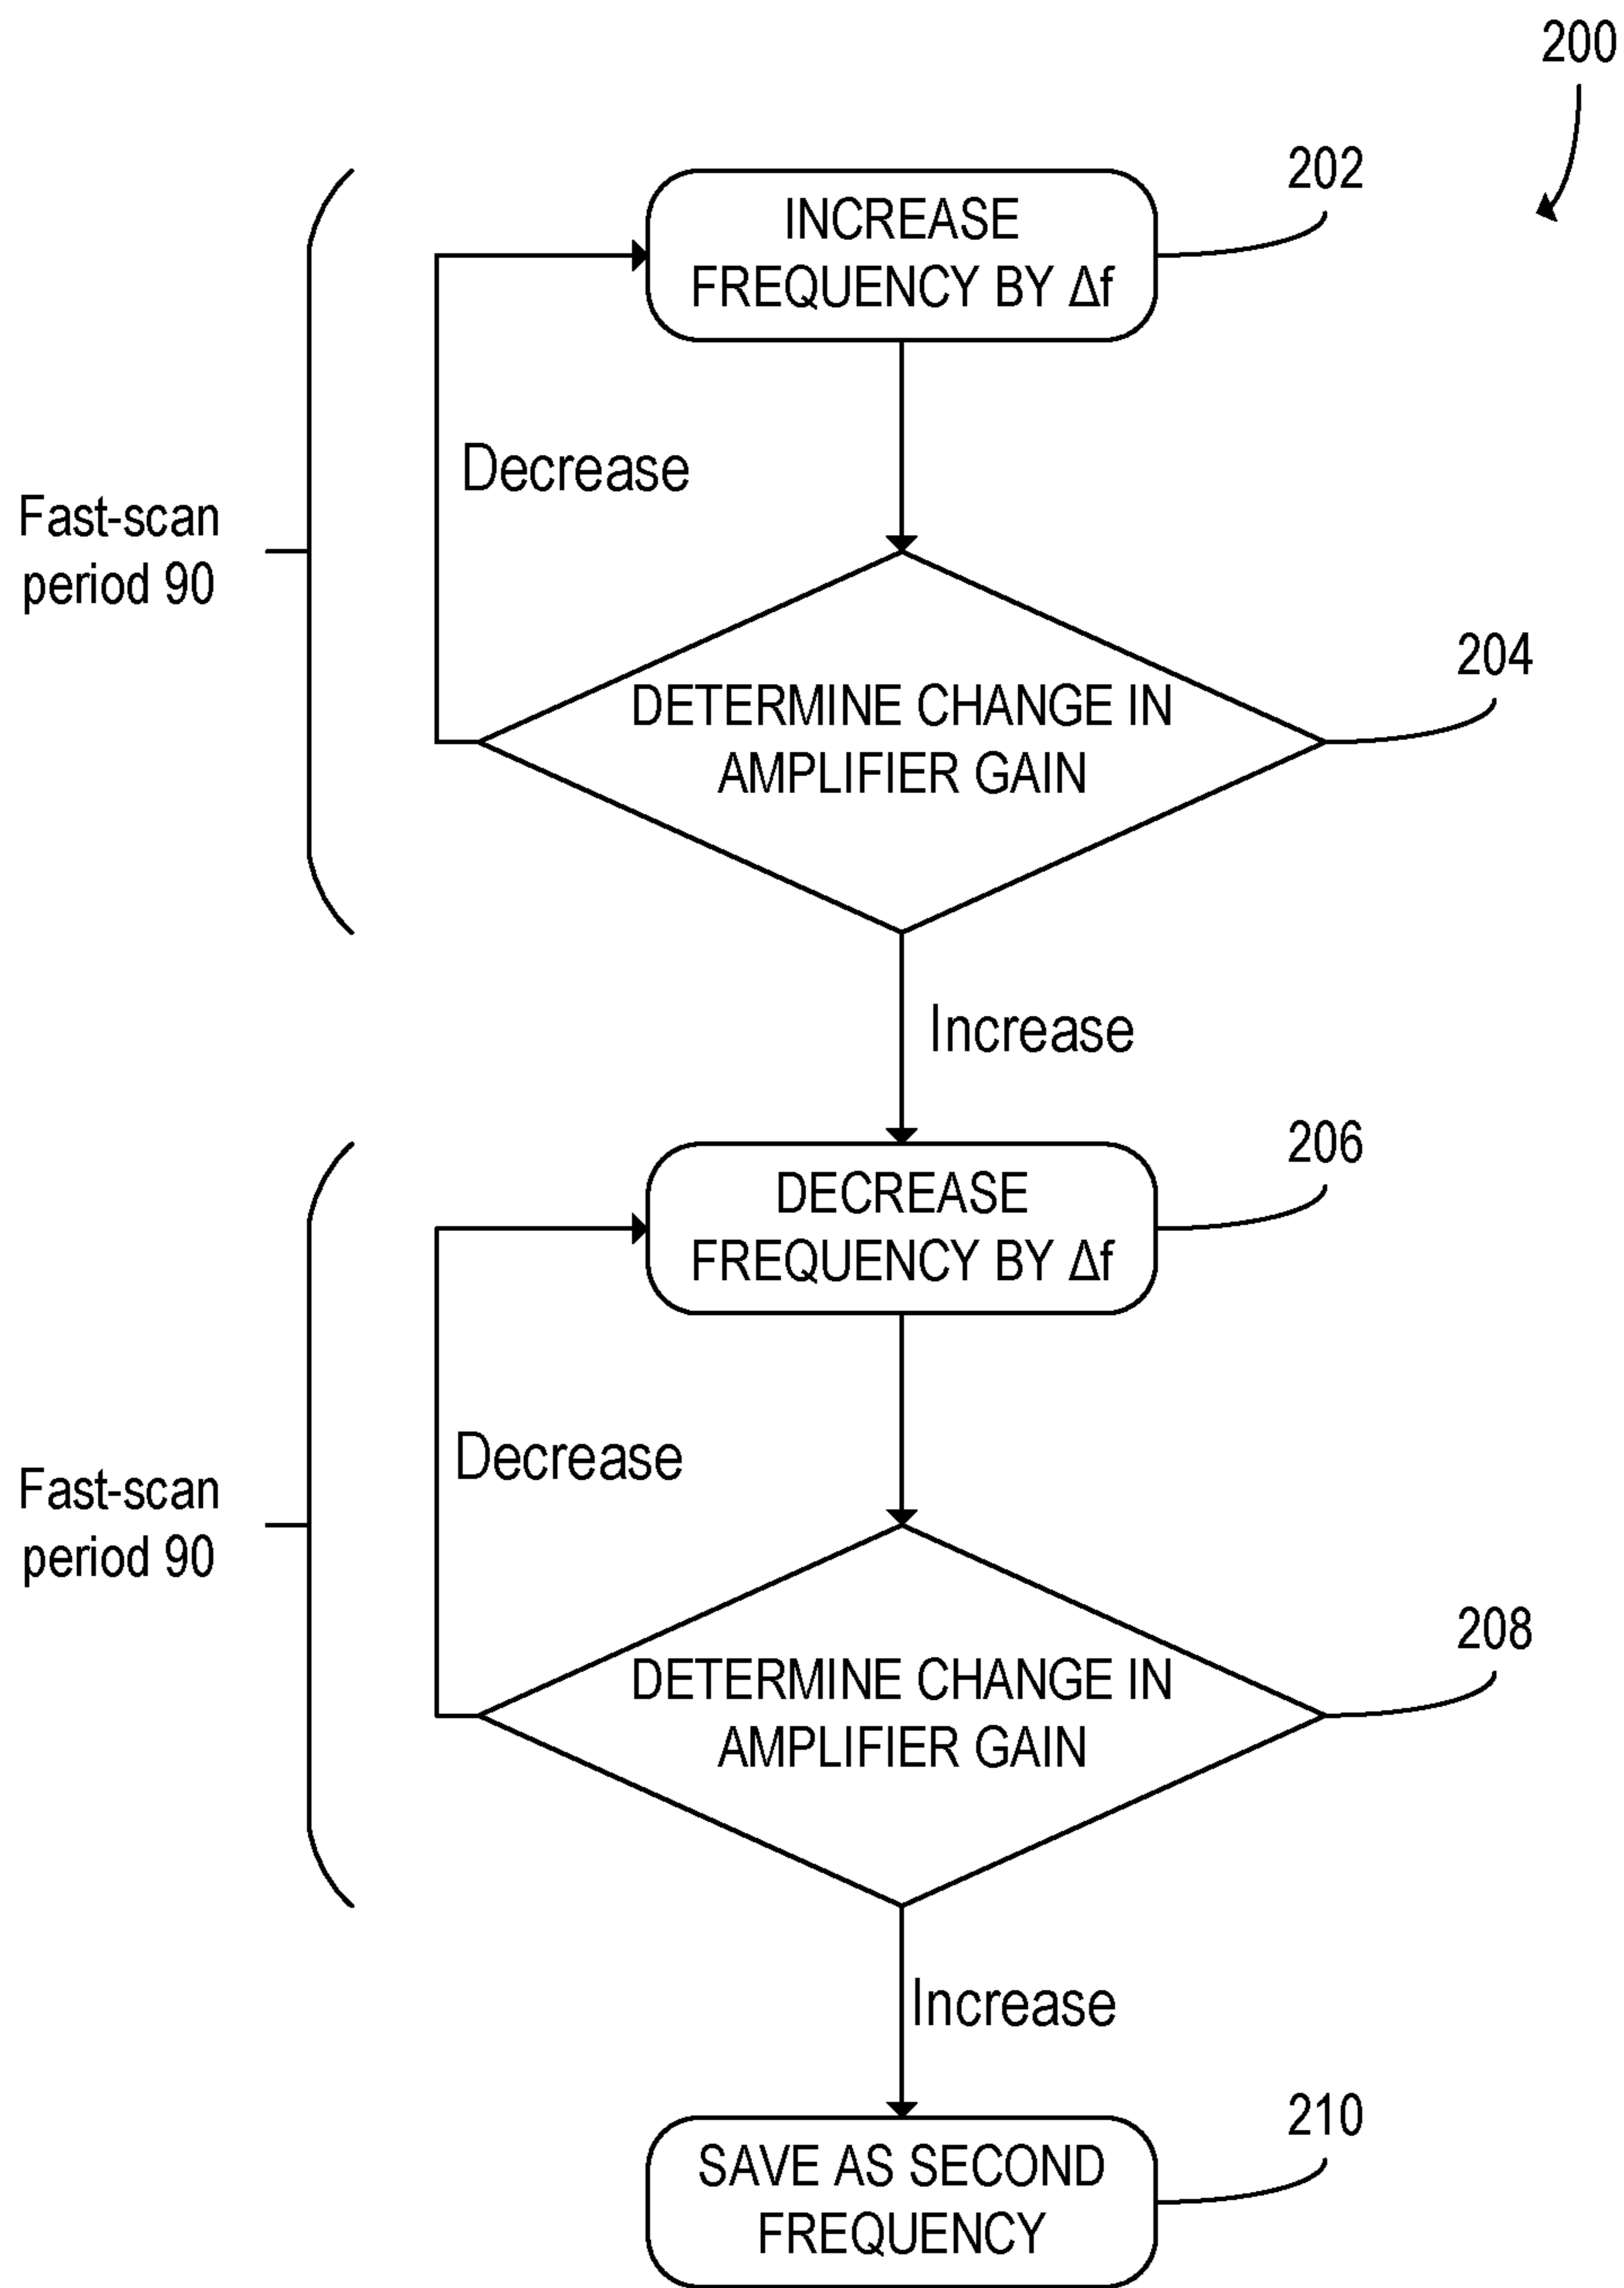 200
202
INCREASE
FREQUENCY BY Δf
Decrease
Fast-scan
period 90
204
DETERMINE CHANGE IN
AMPLIFIER GAIN
Increase
206
DECREASE
FREQUENCY BY Δf
Decrease
Fast-scan
period 90
208
DETERMINE CHANGE IN
AMPLIFIER GAIN
Increase
210
SAVE AS SECOND
FREQUENCY